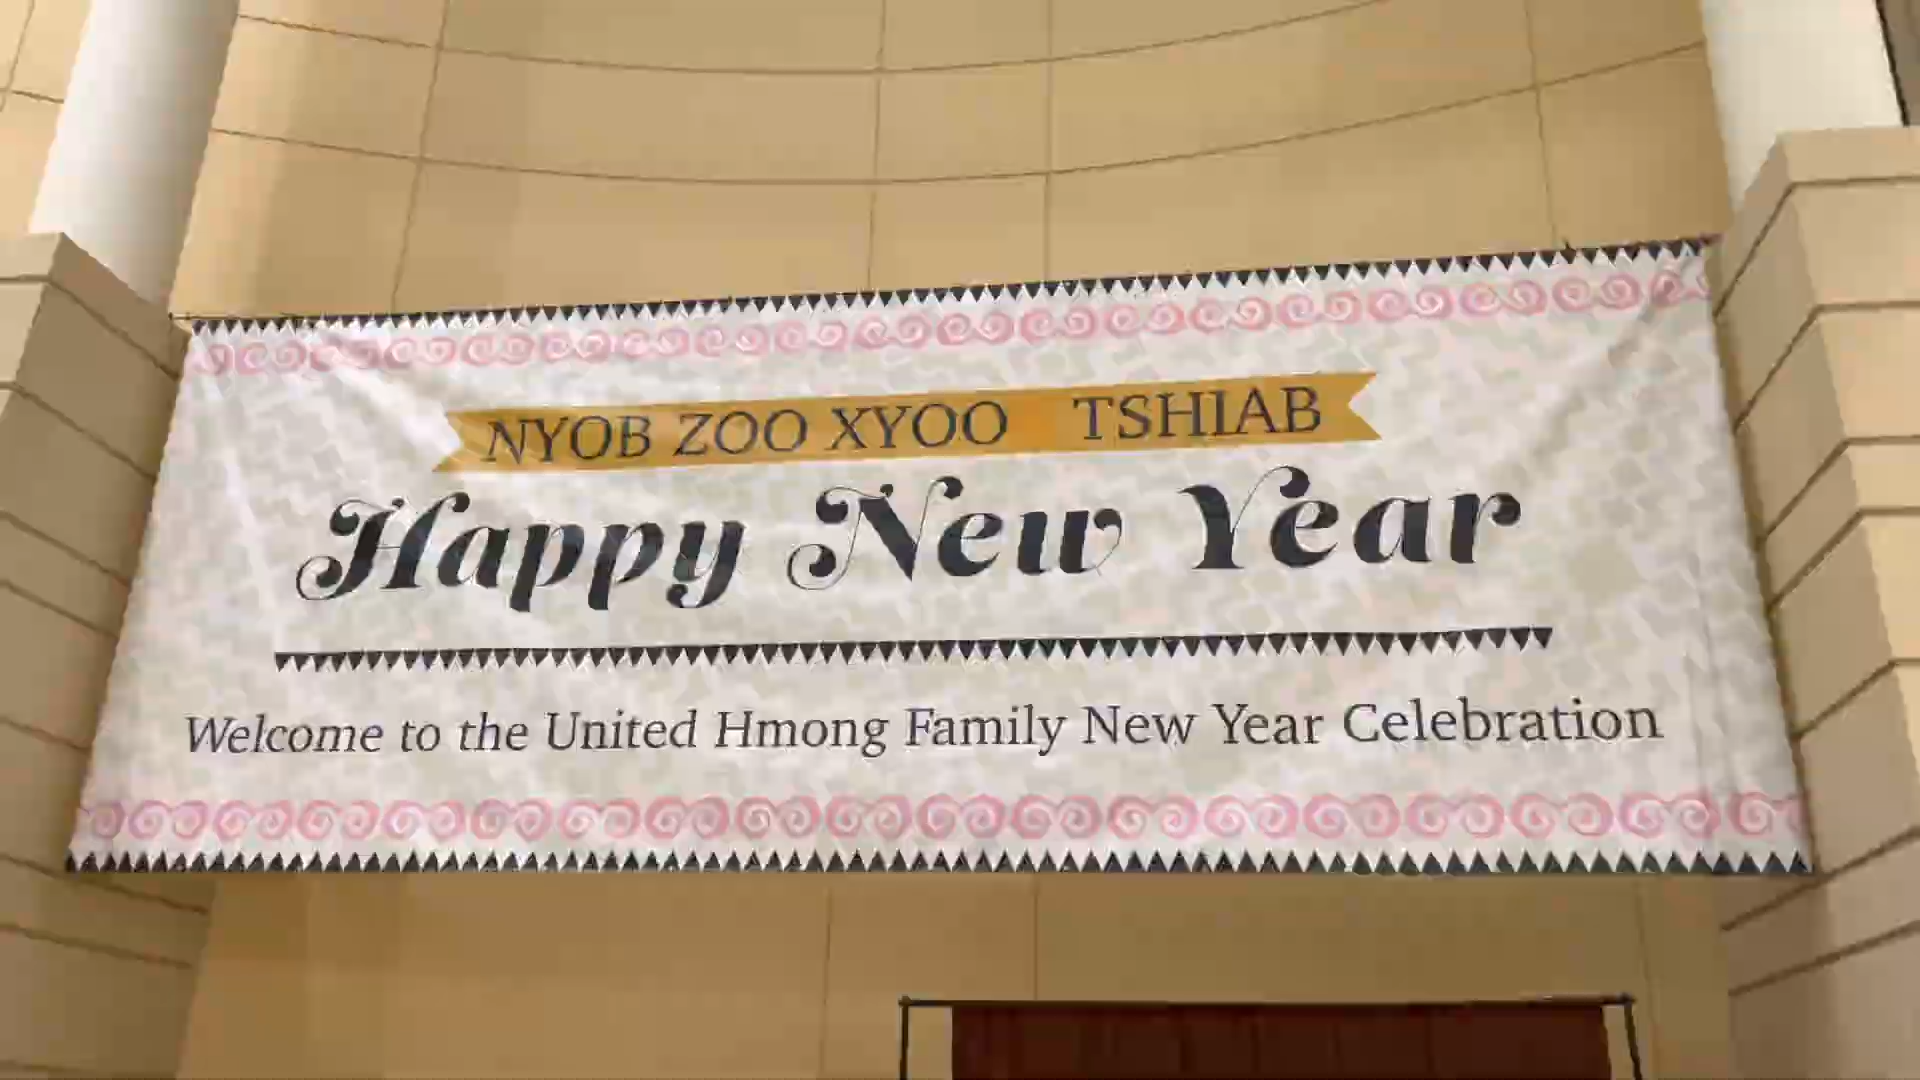 NYOB ZOO XYOO TSHIAB
Happy New Year
Welcome to the United Hmong Family New Year Celebration